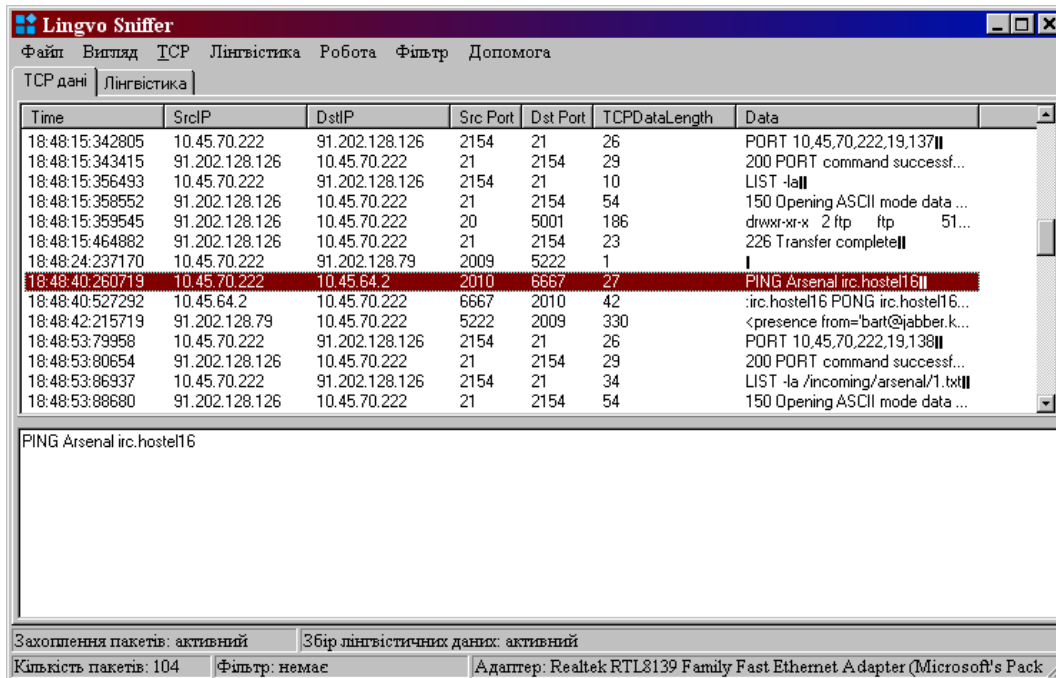 Lingvo Sniffer
Файл Вигляд TCP Лінгвістика Робота Фільтр Допомога
TCP дані Лінгвістика
Time SrcIP DstIP Src Port Dst Port TCPDataLength Data
18:48:15:342805 10.45.70.222 91.202.128.126 2154 21 26 PORT 10,45,70,222,19,137
18:48:15:343415 91.202.128.126 10.45.70.222 21 2154 29 200 PORT command successf...
18:48:15:356493 10.45.70.222 91.202.128.126 2154 21 10 LIST -la
18:48:15:358552 91.202.128.126 10.45.70.222 21 2154 54 150 Opening ASCII mode data ...
18:48:15:359545 91.202.128.126 10.45.70.222 20 5001 186 drwxr-xr-x 2 ftp ftp 51...
18:48:15:464882 91.202.128.126 10.45.70.222 21 2154 23 226 Transfer complete
18:48:24:237170 10.45.70.222 91.202.128.79 2009 5222 1
18:48:40:260719 10.45.70.222 10.45.64.2 2010 6667 27 PING Arsenal irc.hostel16
18:48:40:527292 10.45.64.2 10.45.70.222 6667 2010 42 :irc.hostel16 PONG irc.hostel16...
18:48:42:215719 91.202.128.79 10.45.70.222 5222 2009 330 <presence from='bart@jabber.k...
18:48:53:79958 10.45.70.222 91.202.128.126 2154 21 26 PORT 10,45,70,222,19,138
18:48:53:80654 91.202.128.126 10.45.70.222 21 2154 29 200 PORT command successf...
18:48:53:86937 10.45.70.222 91.202.128.126 2154 21 34 LIST -la /incoming/arsenal/1.txt
18:48:53:88680 91.202.128.126 10.45.70.222 21 2154 54 150 Opening ASCII mode data ...
PING Arsenal irc.hostel16
Захоплення пакетів: активний Збір лінгвістичних даних: активний
Кількість пакетів: 104 Фільтр: немає Адаптер: Realtek RTL8139 Family Fast Ethernet Adapter (Microsoft's Pack